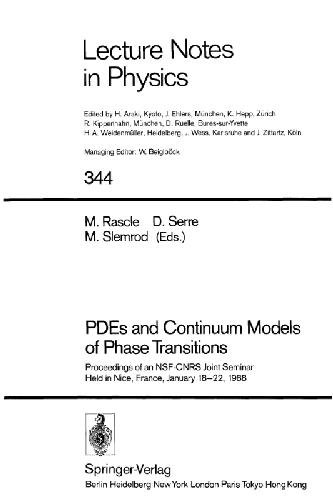 Lecture Notes
in Physics
Edited by H. Araki, Kyoto, J. Ehlers, München, K. Hepp, Zürich
R. Kippenhahn, München, D. Ruelle, Bures-sur-Yvette
H. A. Weidenmüller, Heidelberg, J. Wess, Karlsruhe and J. Zittartz, Köln
Managing Editor: W. Beiglböck
344
M. Rascle D. Serre
M. Slemrod (Eds.)
PDEs and Continuum Models
of Phase Transitions
Proceedings of an NSF-CNRS Joint Seminar
Held in Nice, France, January 18–22, 1988
Springer-Verlag
Berlin Heidelberg New York London Paris Tokyo Hong Kong